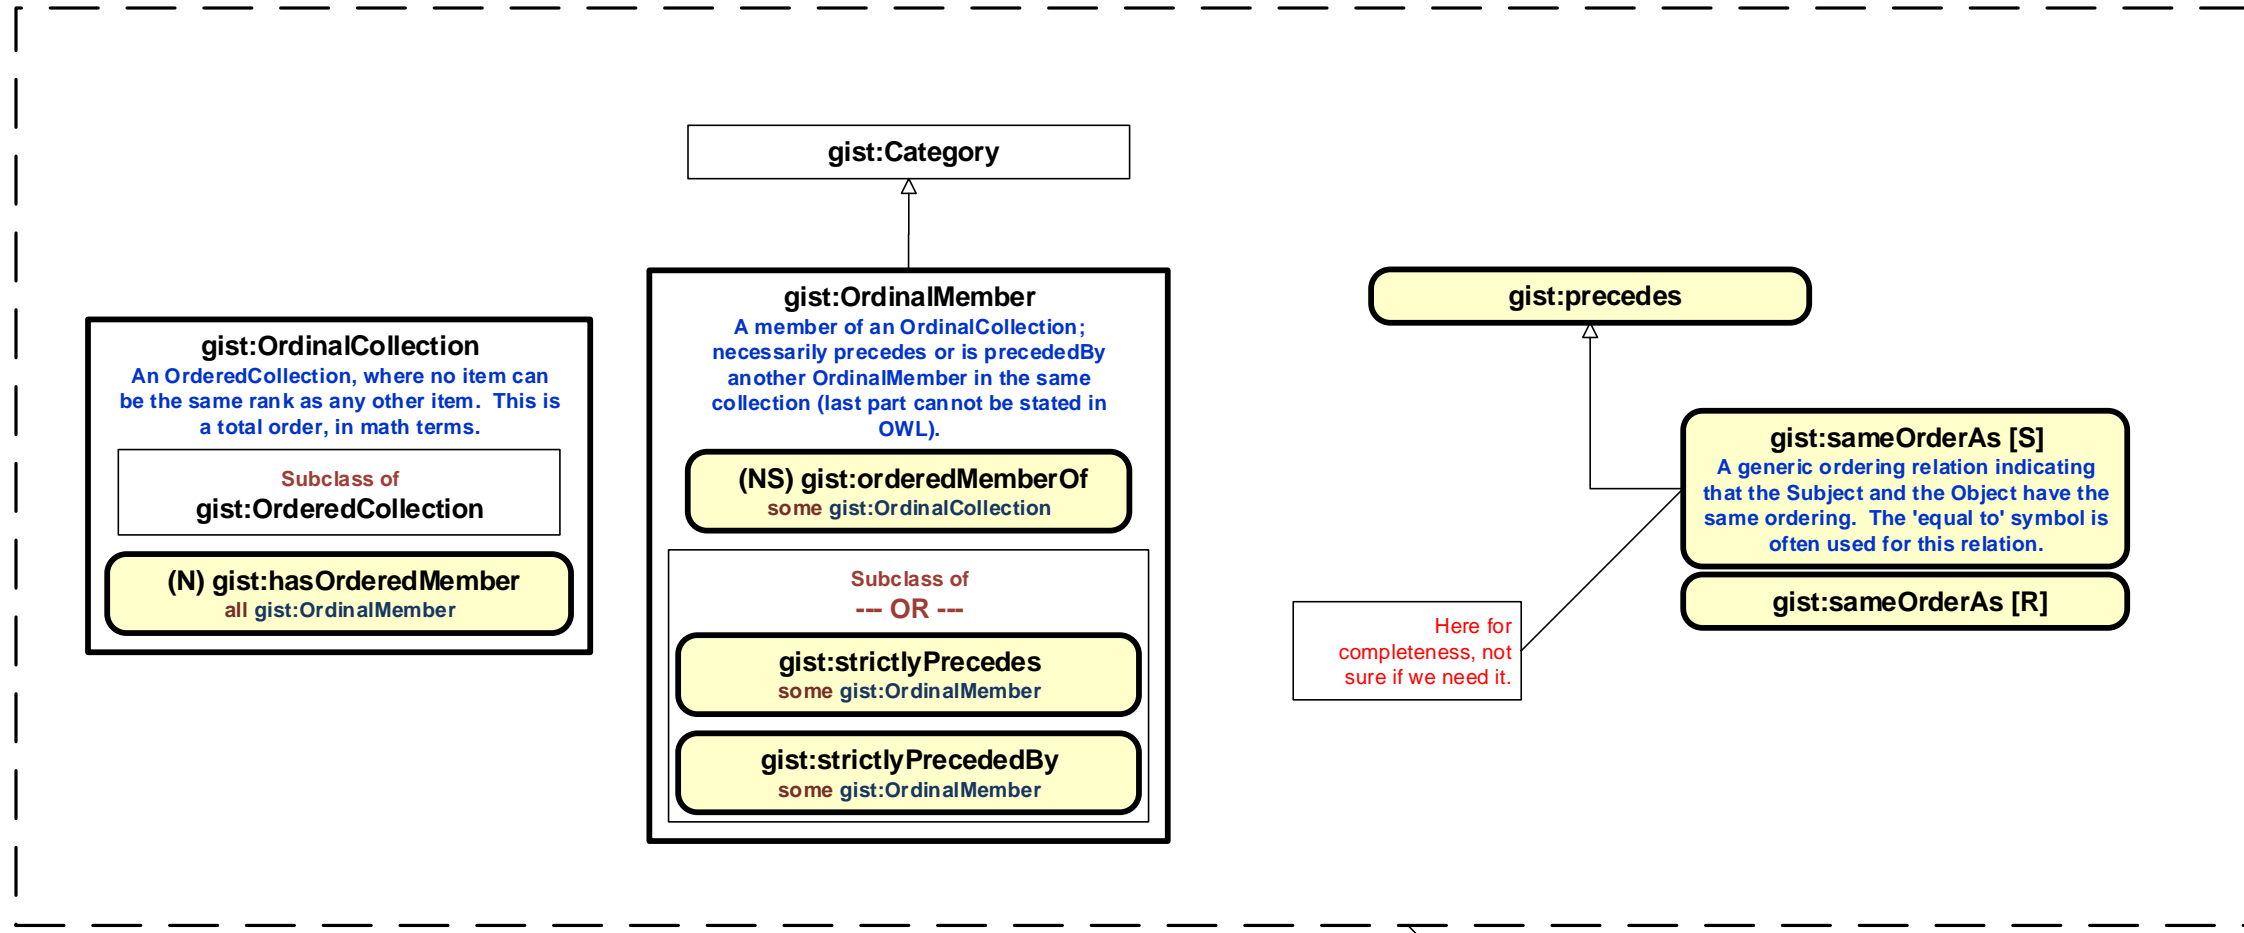 gist:Category
gist:OrdinalCollection
An OrderedCollection, where no item can
be the same rank as any other item. This is
a total order, in math terms.
Subclass of
gist:OrderedCollection
(N) gist:hasOrderedMember
all gist:OrdinalMember
gist:OrdinalMember
A member of an OrdinalCollection;
necessarily precedes or is precededBy
another OrdinalMember in the same
collection (last part cannot be stated in
OWL).
(NS) gist:orderedMemberOf
some gist:OrdinalCollection
Subclass of
--- OR ---
gist:strictlyPrecedes
some gist:OrdinalMember
gist:strictlyPrecededBy
some gist:OrdinalMember
gist:precedes
gist:sameOrderAs [S]
A generic ordering relation indicating
that the Subject and the Object have the
same ordering. The 'equal to' symbol is
often used for this relation.
gist:sameOrderAs [R]
Here for
completeness, not
sure if we need it.